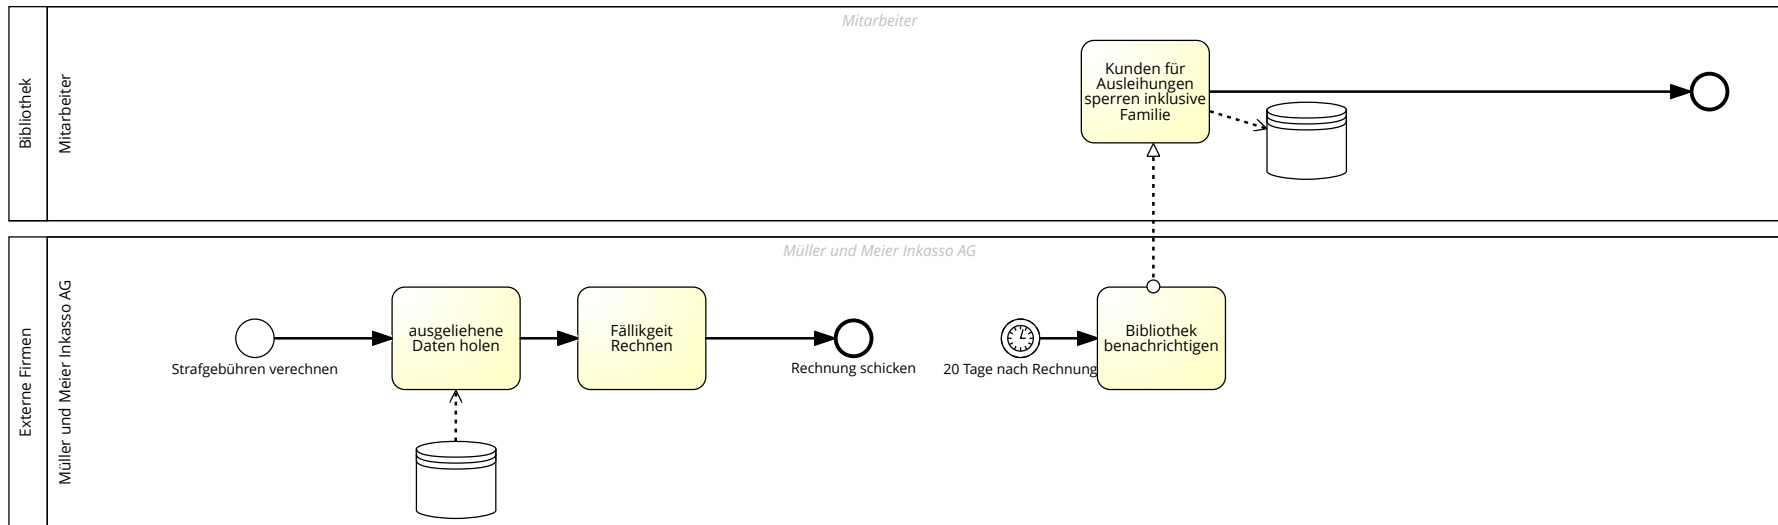 Mitarbeiter
Bibliothek
Mitarbeiter
Kunden für
Ausleihungen
sperren inklusive
Familie
Müller und Meier Inkasso AG
Externe Firmen
Müller und Meier Inkasso AG
Strafgebühren verechnen
ausgeliehene
Daten holen
Fällikgeit
Rechnen
Rechnung schicken
20 Tage nach Rechnung
Bibliothek
benachrichtigen